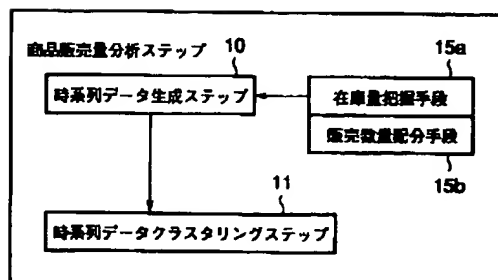 商品販売量分析ステップ
10
15a
時系列データ生成ステップ
在庫量把握手段
販売数量配分手段
15b
11
時系列データクラスタリングステップ